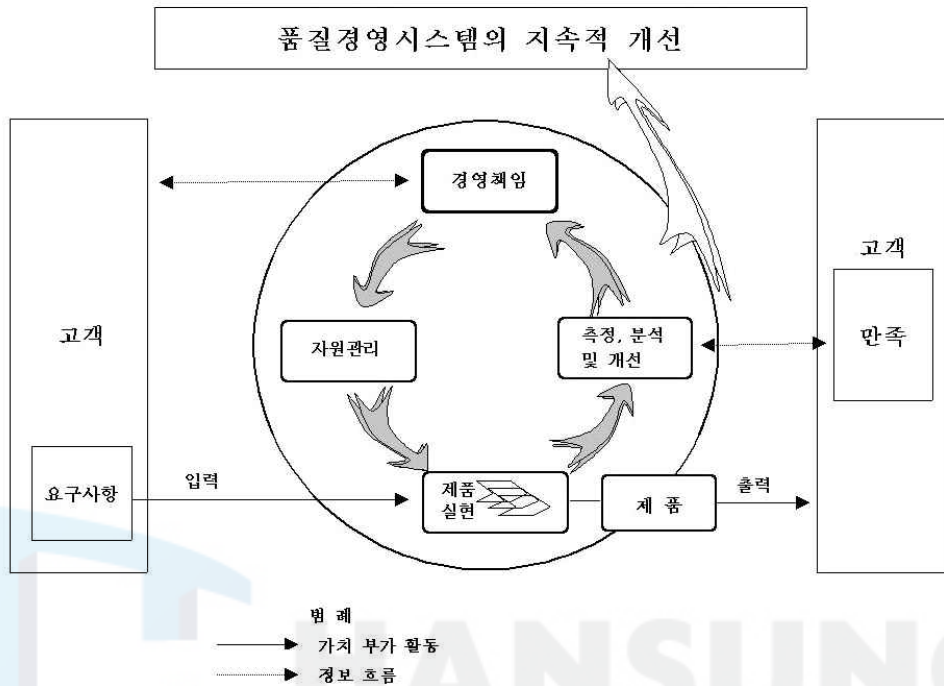 품질경영시스템의 지속적 개선
경영책임
고객
고객
자원관리
측정, 분석
및 개선
만족
요구사항
입력
제품
실현
제 품
출력
범 례
가치 부가 활동
정보 흐름
HANSUNG